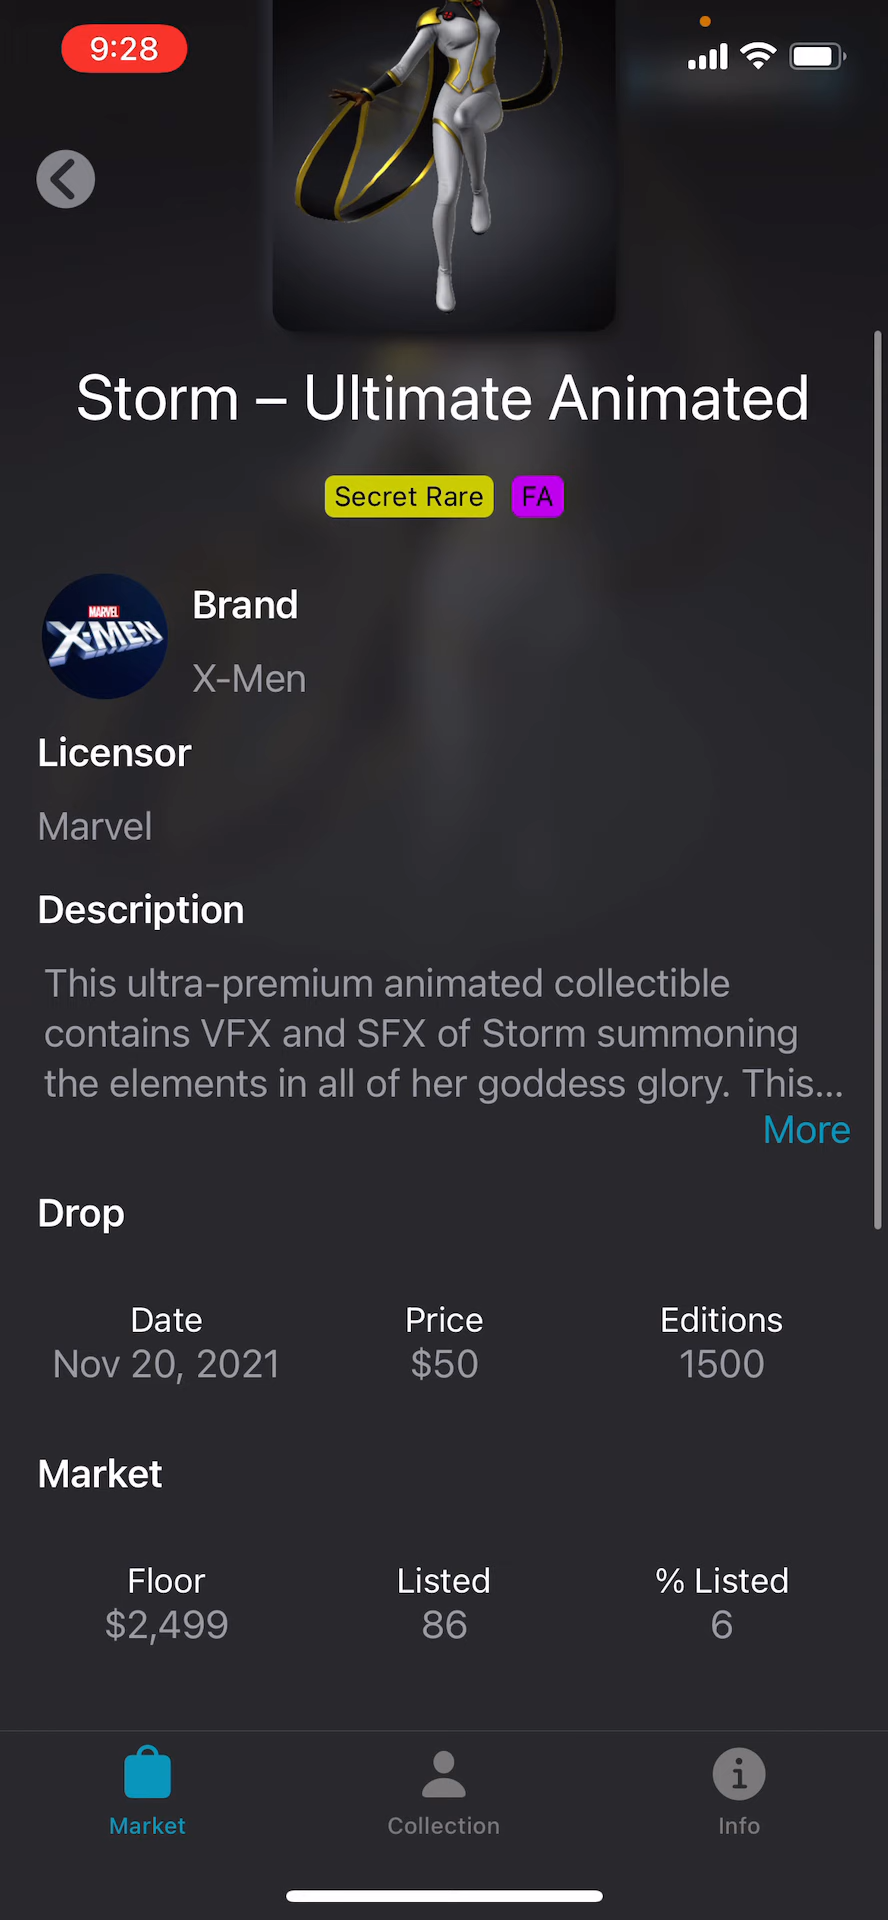 9:28
Storm – Ultimate Animated
Secret Rare FA
MARVEL
X-MEN
Brand
X-Men
Licensor
Marvel
Description
This ultra-premium animated collectible
contains VFX and SFX of Storm summoning
the elements in all of her goddess glory. This...
More
Drop
Date Price Editions
Nov 20, 2021 $50 1500
Market
Floor Listed % Listed
$2,499 86 6
Market Collection Info